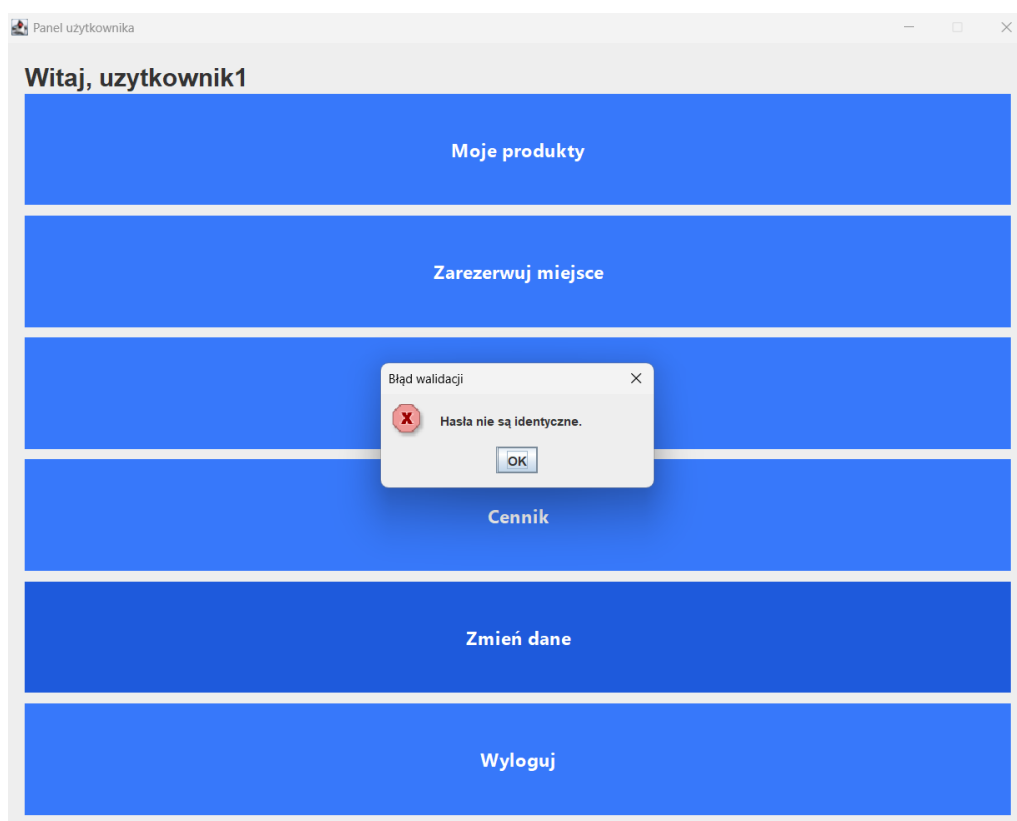 Panel użytkownika
Witaj, uzytkownik1
Moje produkty
Zarezerwuj miejsce
Błąd walidacji
Hasła nie są identyczne.
OK
Cennik
Zmień dane
Wyloguj